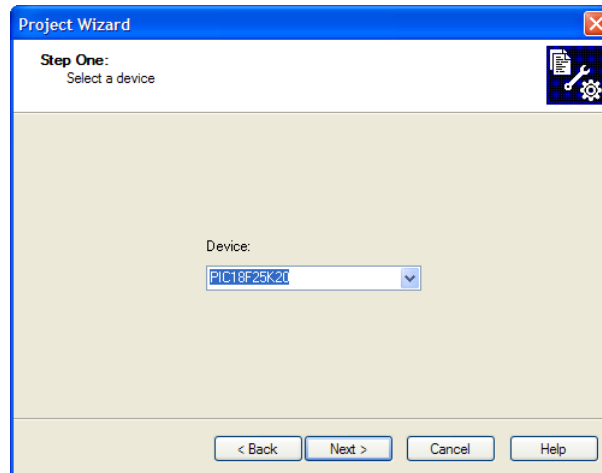 Project Wizard
Step One:
Select a device
Device:
PIC18F25K20
< Back Next > Cancel Help